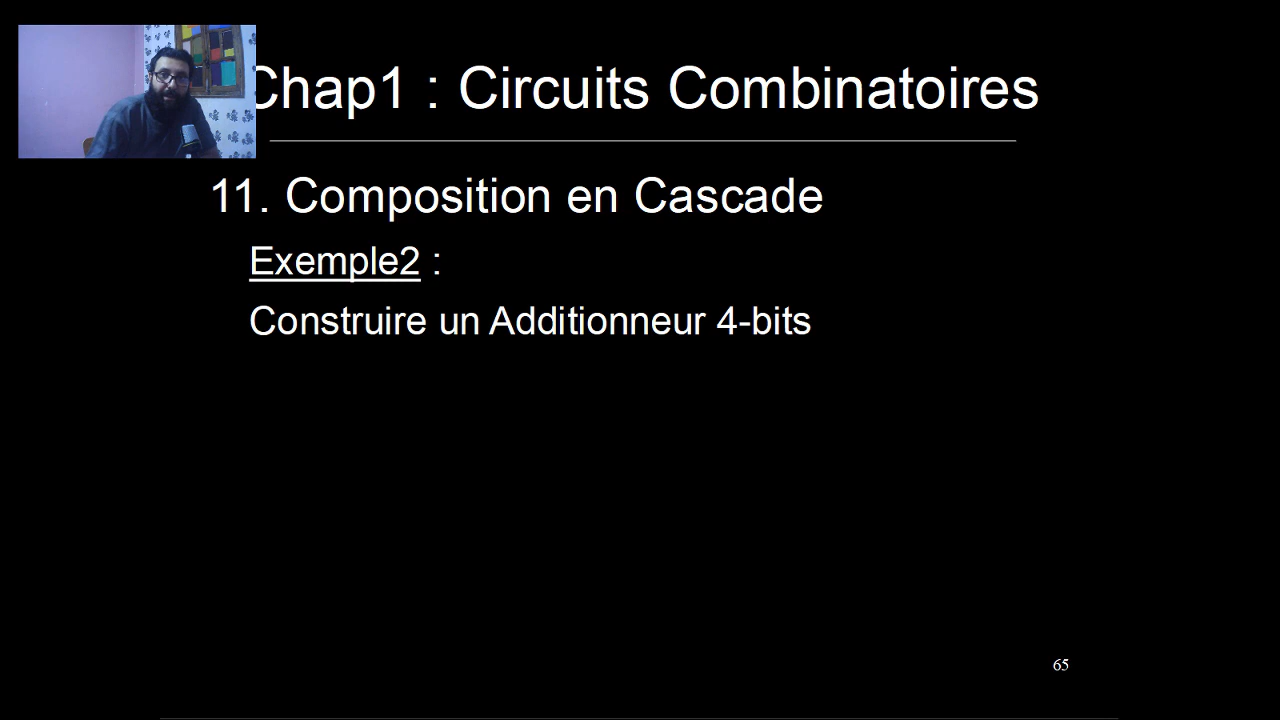 Chap1 : Circuits Combinatoires
11. Composition en Cascade
Exemple2 :
Construire un Additionneur 4-bits
65